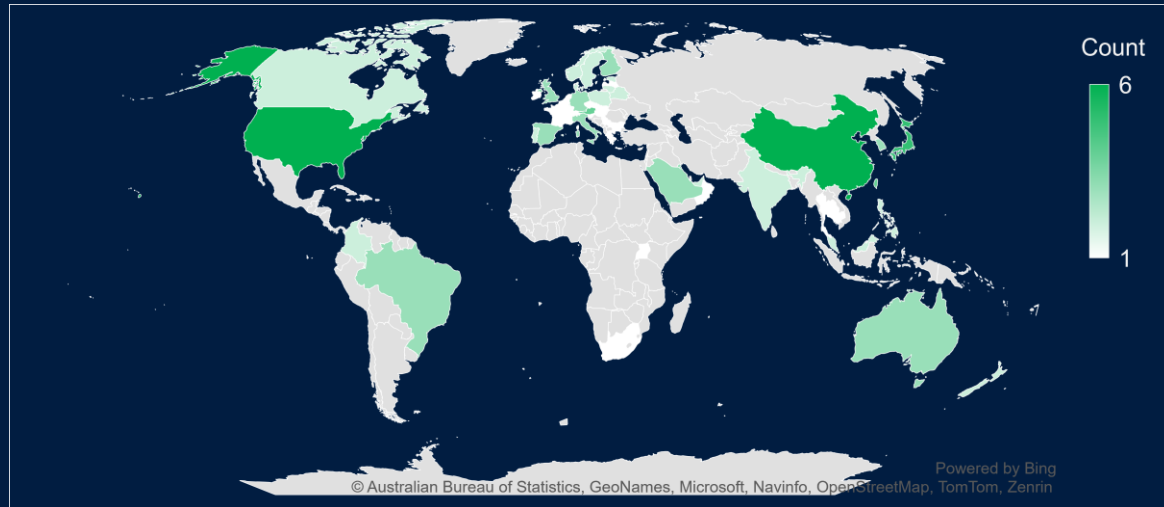 Count
6
1
Powered by Bing
© Australian Bureau of Statistics, GeoNames, Microsoft, Navinfo, OpenStreetMap, TomTom, Zenrin